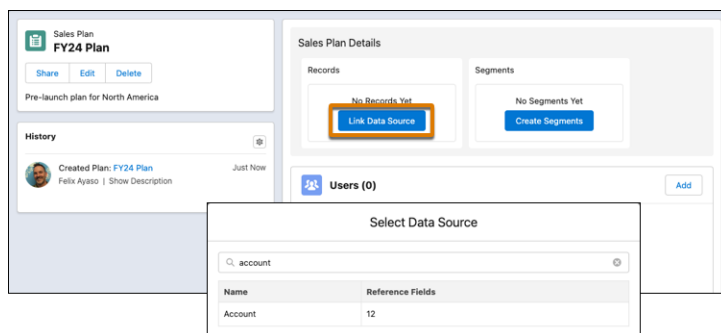 Sales Plan
FY24 Plan
Share Edit Delete
Pre-launch plan for North America
History
Created Plan: FY24 Plan Just Now
Felix Ayaso | Show Description
Sales Plan Details
Records Segments
No Records Yet No Segments Yet
Link Data Source Create Segments
Users (0) Add
Select Data Source
account
Name Reference Fields
Account 12